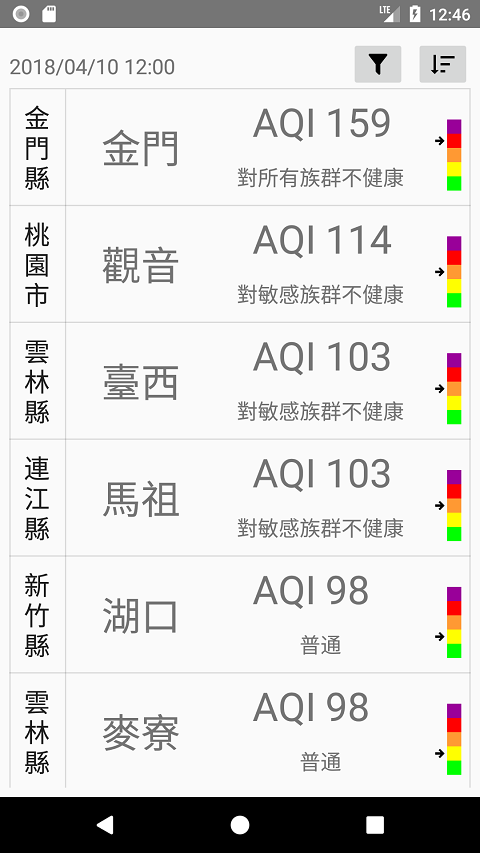 LTE 12:46
2018/04/10 12:00
金門縣
金門
AQI 159
對所有族群不健康
桃園市
觀音
AQI 114
對敏感族群不健康
雲林縣
臺西
AQI 103
對敏感族群不健康
連江縣
馬祖
AQI 103
對敏感族群不健康
新竹縣
湖口
AQI 98
普通
雲林縣
麥寮
AQI 98
普通